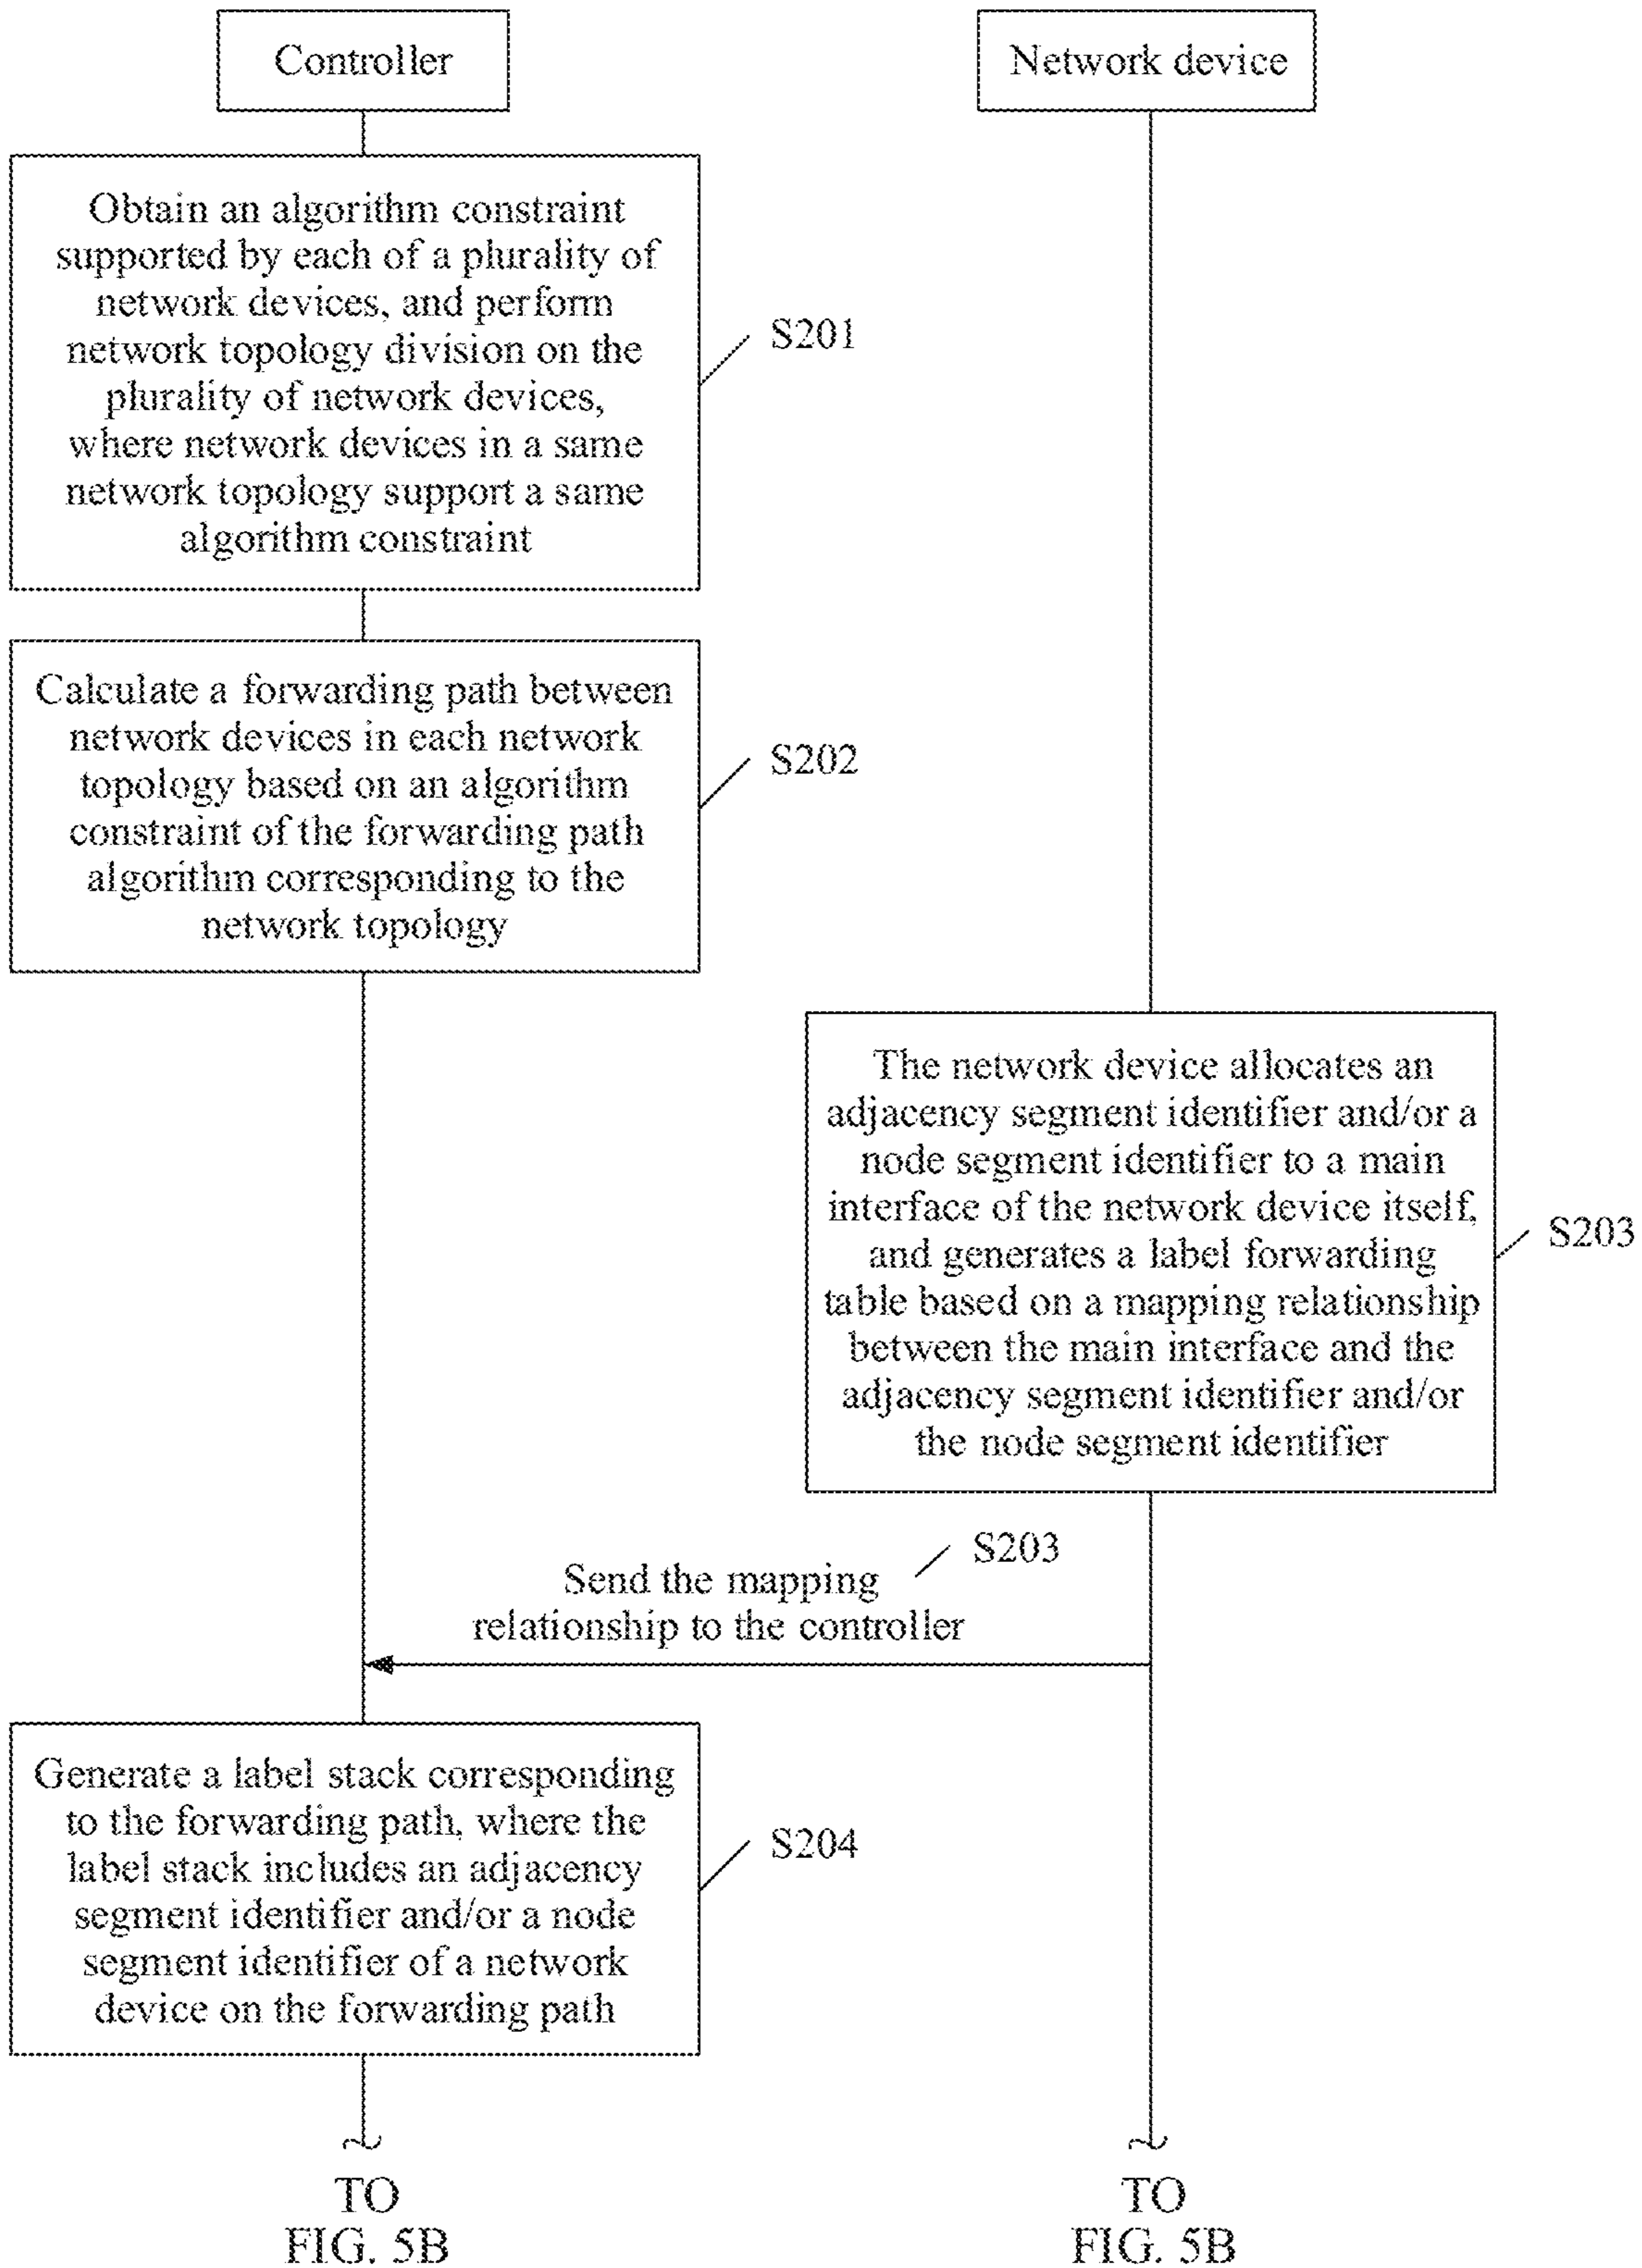 Controller
Network device
Obtain an algorithm constraint
supported by each of a plurality of
network devices, and perform
network topology division on the
plurality of network devices,
where network devices in a same
network topology support a same
algorithm constraint
S201
Calculate a forwarding path between
network devices in each network
topology based on an algorithm
constraint of the forwarding path
algorithm corresponding to the
network topology
S202
The network device allocates an
adjacency segment identifier and/or a
node segment identifier to a main
interface of the network device itself,
and generates a label forwarding
table based on a mapping relationship
between the main interface and the
adjacency segment identifier and/or
the node segment identifier
S203
S203
Send the mapping
relationship to the controller
Generate a label stack corresponding
to the forwarding path, where the
label stack includes an adjacency
segment identifier and/or a node
segment identifier of a network
device on the forwarding path
S204
TO
FIG. 5B
TO
FIG. 5B